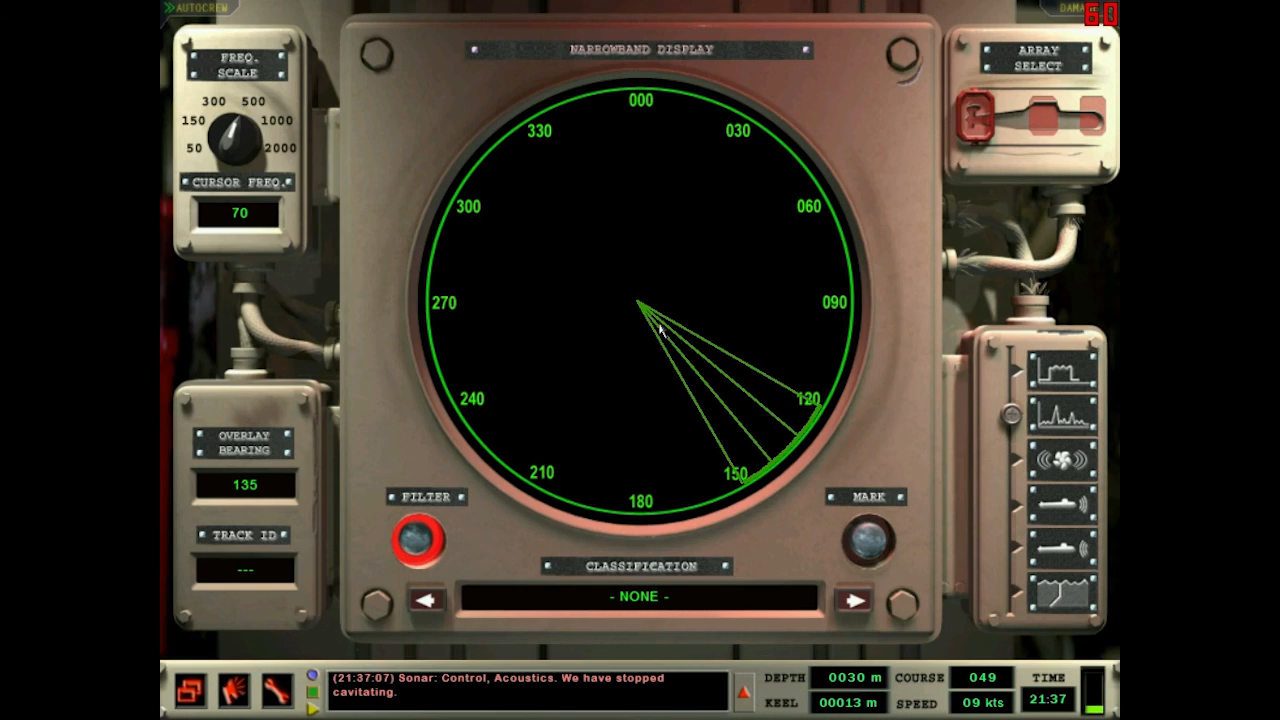 AUTOCREW
60
FREQ.
SCALE
300 500
150 1000
50 2000
CURSOR FREQ.
70
NARROWBAND DISPLAY
000
330 030
300 060
270 090
240 120
210 150
180
ARRAY
SELECT
OVERLAY
BEARING
135
TRACK ID
---
FILTER
MARK
CLASSIFICATION
- NONE -
(21:37:07) Sonar: Control, Acoustics. We have stopped
cavitating.
DEPTH 0030 m COURSE 049 TIME
KEEL 00013 m SPEED 09 kts 21:37